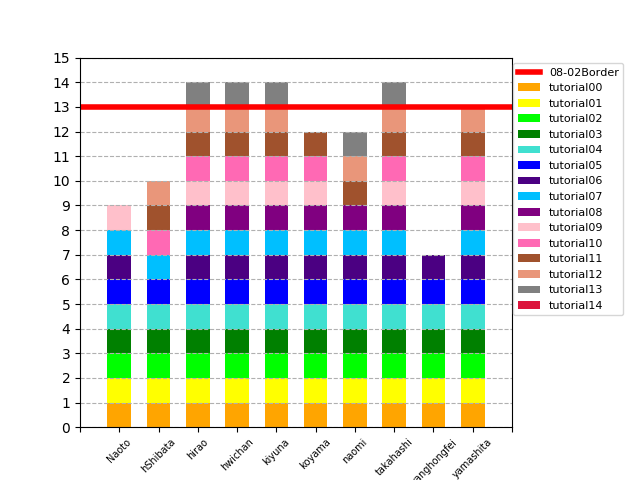 15
14
13
12
11
10
9
8
7
6
5
4
3
2
1
0
Naoto
hShibata
hirao
hwichan
kiyuna
koyama
naomi
takahashi
anghongfei
yamashita
08-02Border
tutorial00
tutorial01
tutorial02
tutorial03
tutorial04
tutorial05
tutorial06
tutorial07
tutorial08
tutorial09
tutorial10
tutorial11
tutorial12
tutorial13
tutorial14